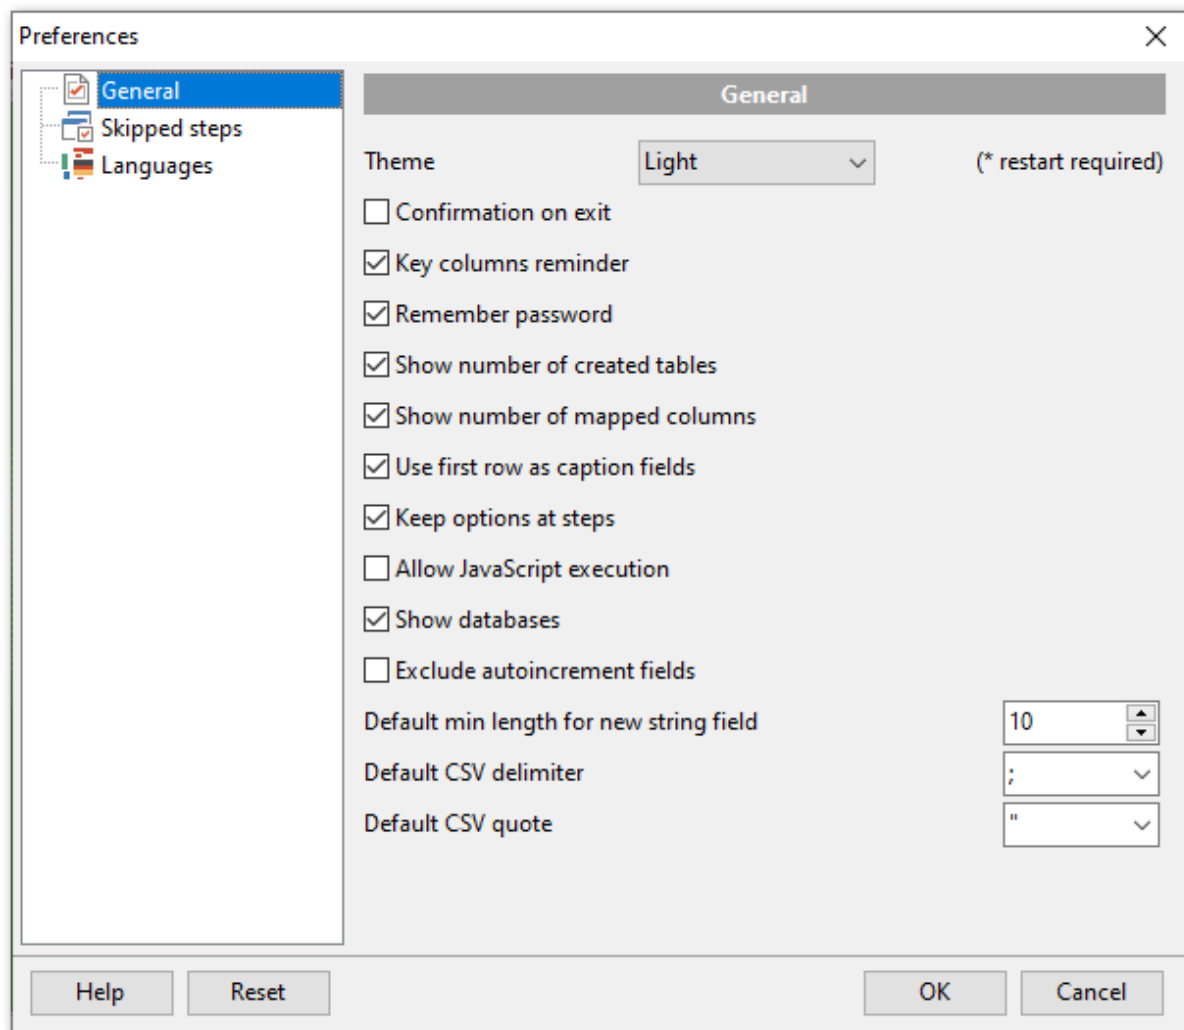 Preferences
General
Skipped steps
Languages
General
Theme Light (* restart required)
Confirmation on exit
Key columns reminder
Remember password
Show number of created tables
Show number of mapped columns
Use first row as caption fields
Keep options at steps
Allow JavaScript execution
Show databases
Exclude autoincrement fields
Default min length for new string field 10
Default CSV delimiter ;
Default CSV quote "
Help Reset OK Cancel